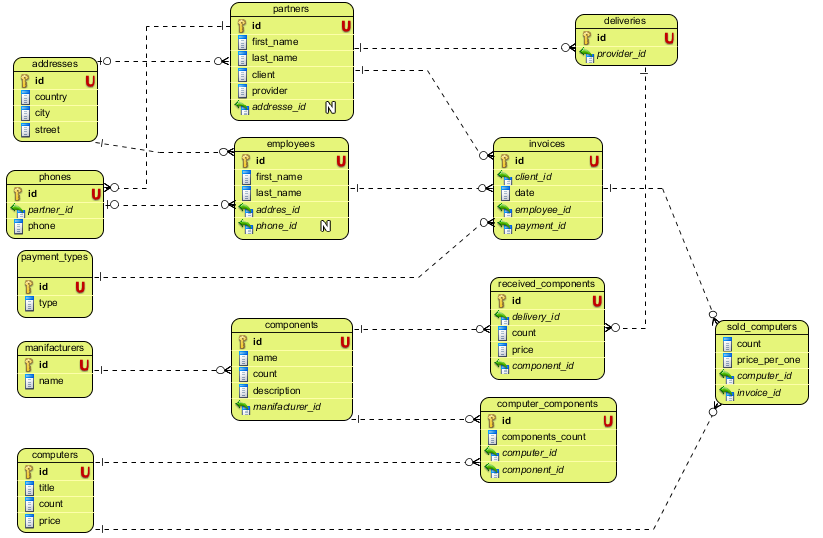 partners
id U
first_name
last_name
client
provider
addresse_id N
deliveries
id U
provider_id
addresses
id U
country
city
street
employees
id U
first_name
last_name
addres_id
phone_id N
invoices
id U
client_id
date
employee_id
payment_id
phones
id U
partner_id
phone
payment_types
id U
type
received_components
id U
delivery_id
count
price
component_id
components
id U
name
count
description
manifacturer_id
sold_computers
count
price_per_one
computer_id
invoice_id
manifacturers
id U
name
computer_components
id U
components_count
computer_id
component_id
computers
id U
title
count
price